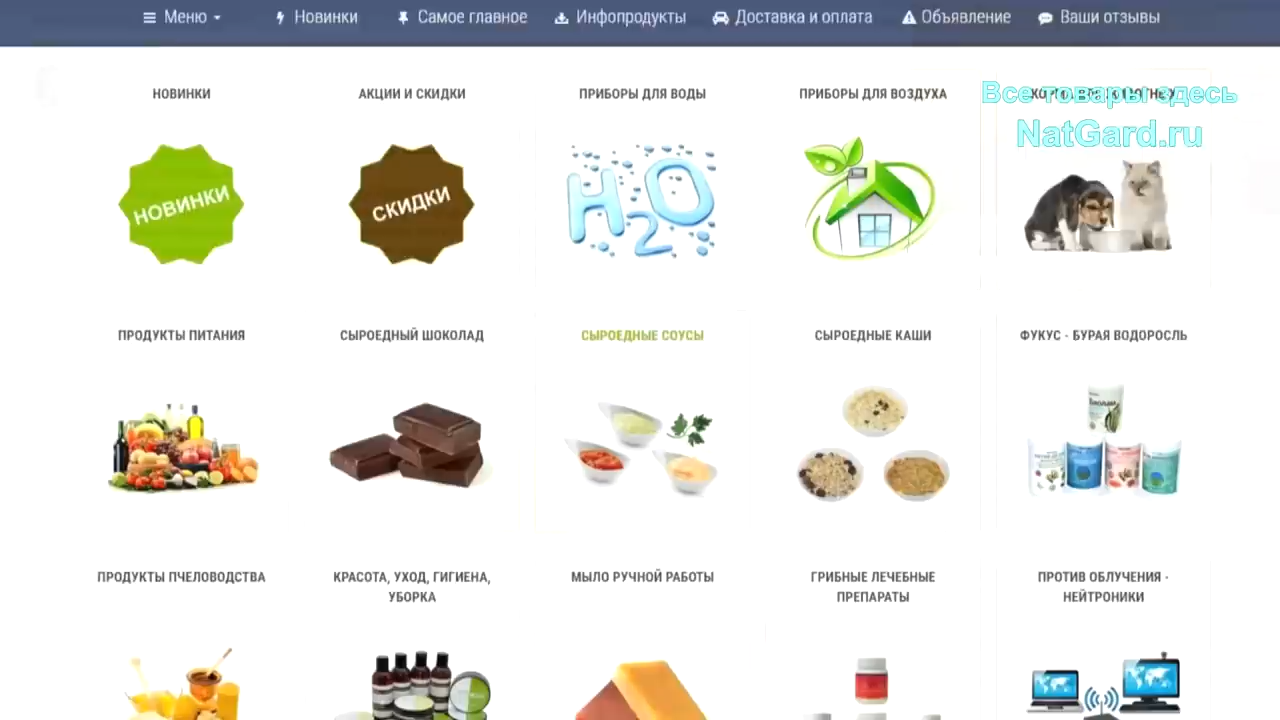 Меню
Новинки
Самое главное
Инфопродукты
Доставка и оплата
Объявление
Ваши отзывы
НОВИНКИ
АКЦИИ И СКИДКИ
ПРИБОРЫ ДЛЯ ВОДЫ
ПРИБОРЫ ДЛЯ ВОЗДУХА
Все товары здесь
NatGard.ru
НОВИНКИ
СКИДКИ
H2O
ПРОДУКТЫ ПИТАНИЯ
СЫРОЕДНЫЙ ШОКОЛАД
СЫРОЕДНЫЕ СОУСЫ
СЫРОЕДНЫЕ КАШИ
ФУКУС - БУРАЯ ВОДОРОСЛЬ
ПРОДУКТЫ ПЧЕЛОВОДСТВА
КРАСОТА, УХОД, ГИГИЕНА,
УБОРКА
МЫЛО РУЧНОЙ РАБОТЫ
ГРИБНЫЕ ЛЕЧЕБНЫЕ
ПРЕПАРАТЫ
ПРОТИВ ОБЛУЧЕНИЯ -
НЕЙТРОНИКИ